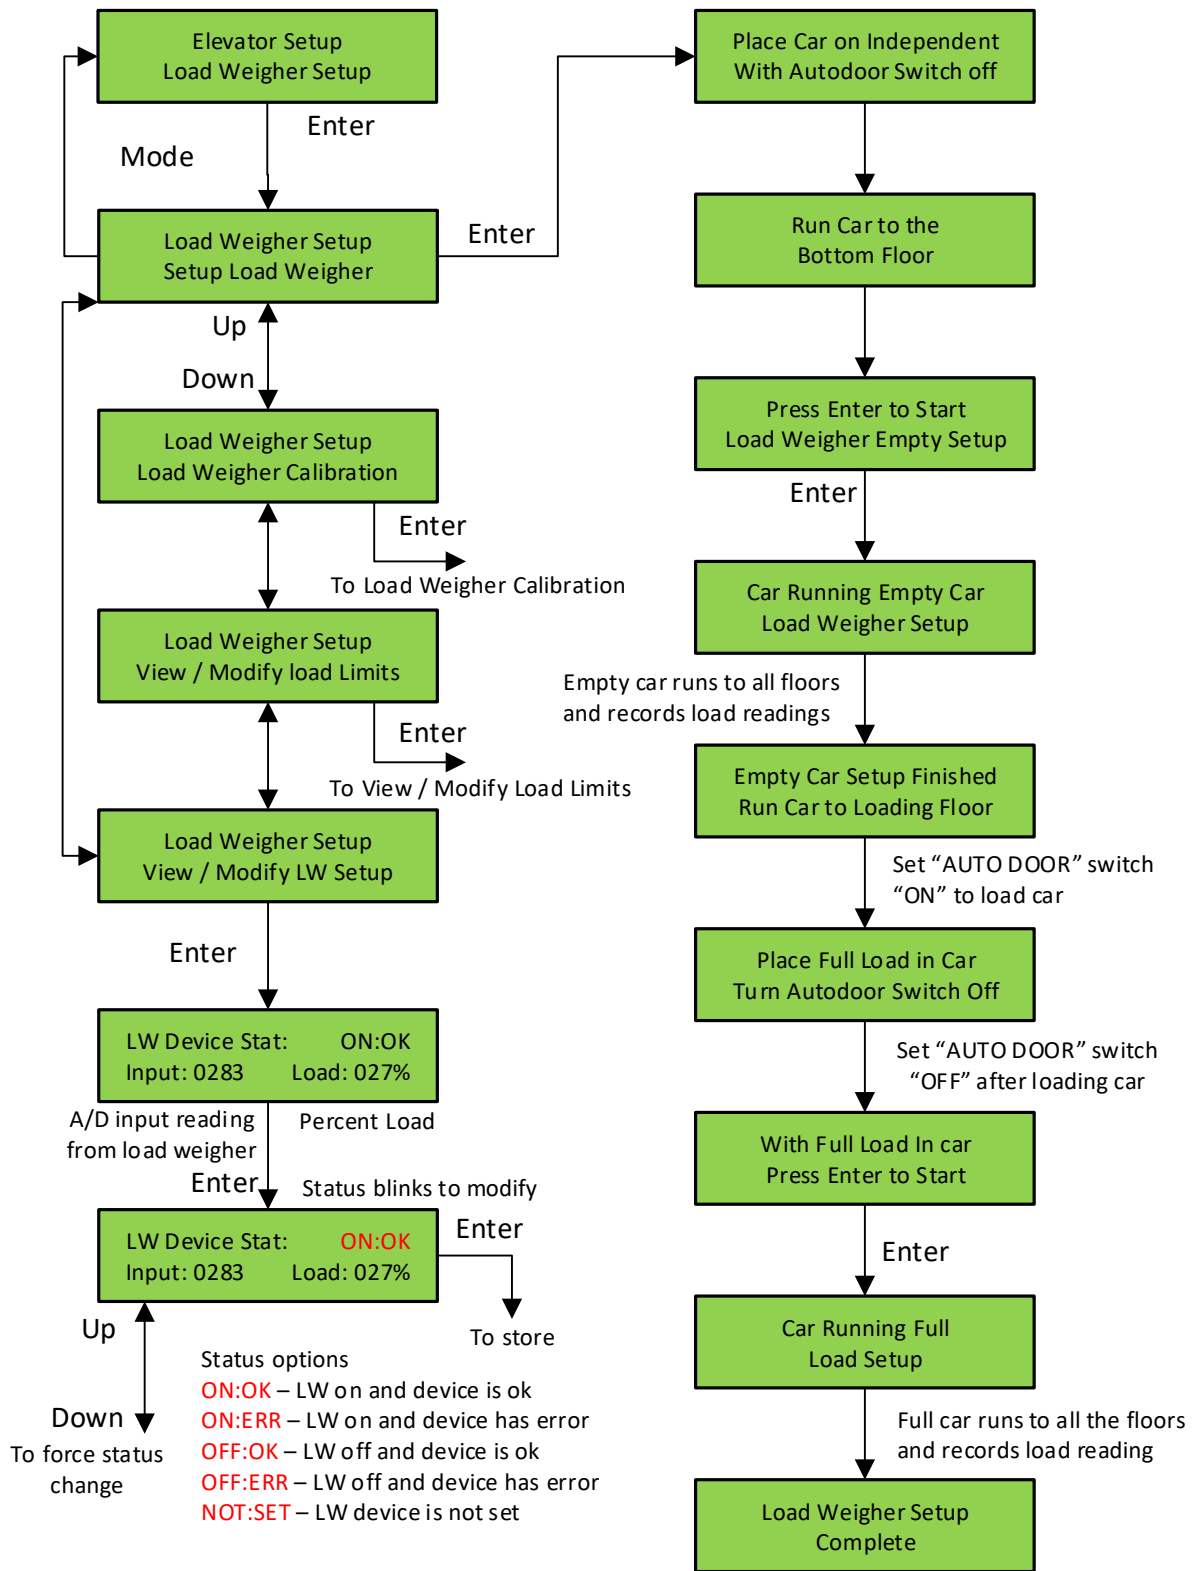 Elevator Setup
Load Weigher Setup
Enter
Mode
Load Weigher Setup
Setup Load Weigher
Enter
Up
Down
Load Weigher Setup
Load Weigher Calibration
Enter
To Load Weigher Calibration
Load Weigher Setup
View / Modify load Limits
Enter
To View / Modify Load Limits
Load Weigher Setup
View / Modify LW Setup
Enter
LW Device Stat: ON:OK
Input: 0283 Load: 027%
A/D input reading
from load weigher
Percent Load
Enter
Status blinks to modify
LW Device Stat: ON:OK
Input: 0283 Load: 027%
Enter
To store
Up
Down
To force status
change
Status options
ON:OK – LW on and device is ok
ON:ERR – LW on and device has error
OFF:OK – LW off and device is ok
OFF:ERR – LW off and device has error
NOT:SET – LW device is not set
Place Car on Independent
With Autodoor Switch off
Run Car to the
Bottom Floor
Press Enter to Start
Load Weigher Empty Setup
Enter
Car Running Empty Car
Load Weigher Setup
Empty car runs to all floors
and records load readings
Empty Car Setup Finished
Run Car to Loading Floor
Set “AUTO DOOR” switch
“ON” to load car
Place Full Load in Car
Turn Autodoor Switch Off
Set “AUTO DOOR” switch
“OFF” after loading car
With Full Load In car
Press Enter to Start
Enter
Car Running Full
Load Setup
Full car runs to all the floors
and records load reading
Load Weigher Setup
Complete